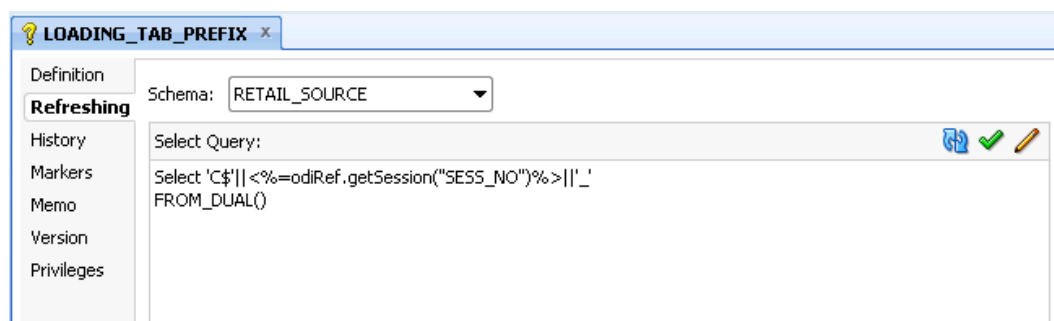 LOADING_TAB_PREFIX x
Definition
Refreshing
History
Markers
Memo
Version
Privileges
Schema: RETAIL_SOURCE
Select Query:
Select 'C$'||<%=odiRef.getSession("SESS_NO")%>||'_'
FROM_DUAL()